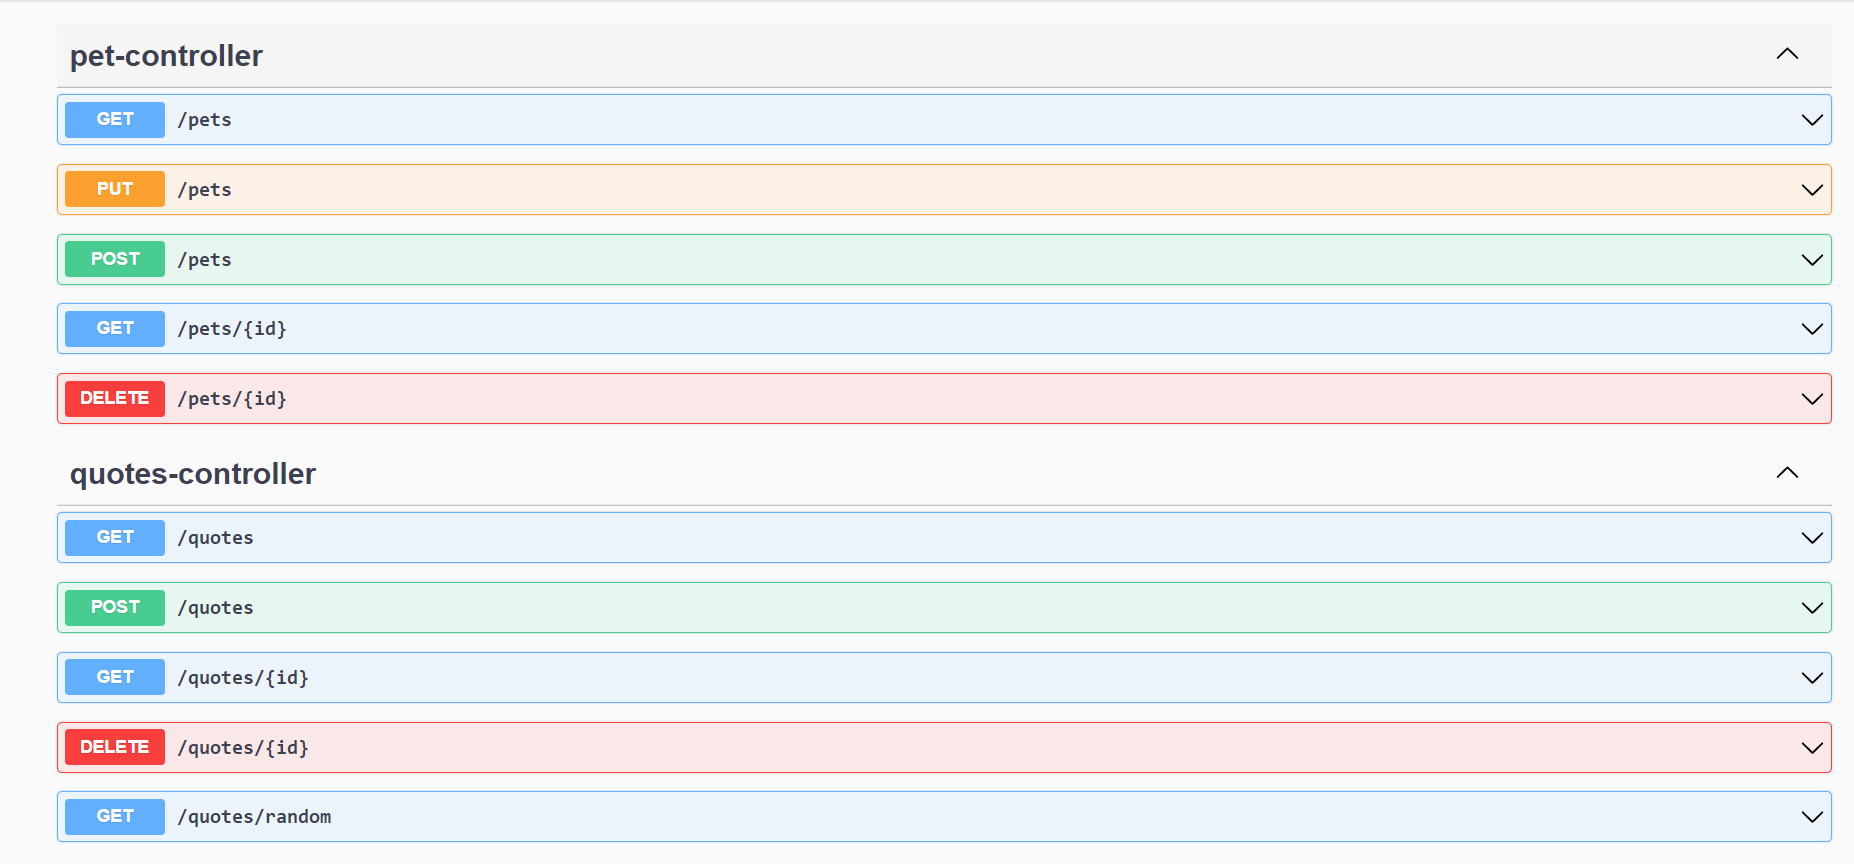 pet-controller
GET /pets
PUT /pets
POST /pets
GET /pets/{id}
DELETE /pets/{id}
quotes-controller
GET /quotes
POST /quotes
GET /quotes/{id}
DELETE /quotes/{id}
GET /quotes/random